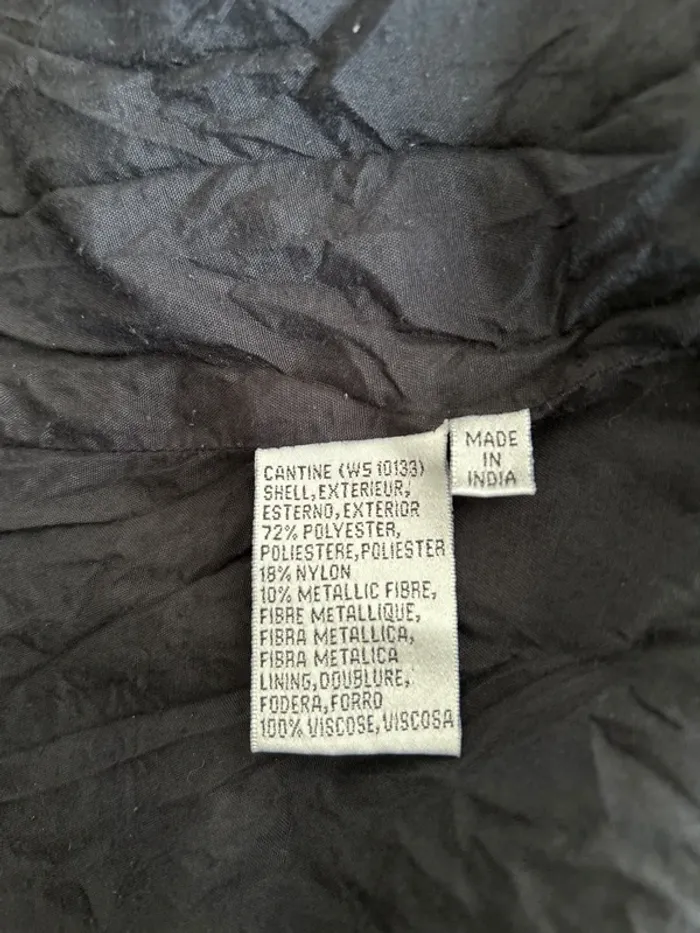 CANTINE (WS 10133)
SHELL, EXTERIEUR,
ESTERNO, EXTERIOR
72% POLYESTER,
POLIESTERE, POLIESTER
18% NYLON
10% METALLIC FIBRE,
FIBRE METALLIQUE,
FIBRA METALLICA,
FIBRA METALICA
LINING, DOUBLURE,
FODERA, FORRO
100% VISCOSE, VISCOSA
MADE
IN
INDIA